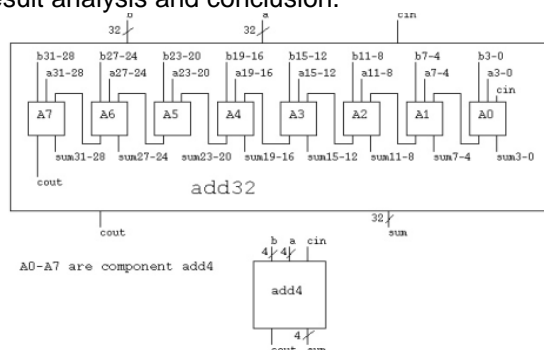 result analysis and conclusion.
b a cin
32 32
b31-28 b27-24 b23-20 b19-16 b15-12 b11-8 b7-4 b3-0
a31-28 a27-24 a23-20 a19-16 a15-12 a11-8 a7-4 a3-0
cin
A7 A6 A5 A4 A3 A2 A1 A0
sum31-28 sum27-24 sum23-20 sum19-16 sum15-12 sum11-8 sum7-4 sum3-0
cout
add32
32
cout sum
b a cin
A0-A7 are component add4
4 4
add4
4
cout sum